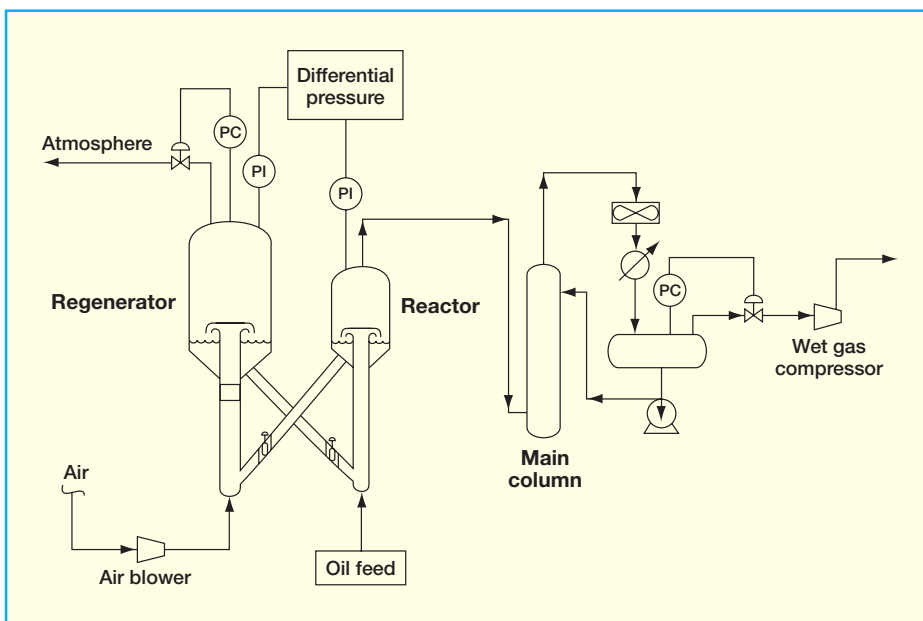 Differential
pressure
PC
Atmosphere
PI
PI
Regenerator
Reactor
PC
Wet gas
compressor
Main
column
Air
Air blower
Oil feed